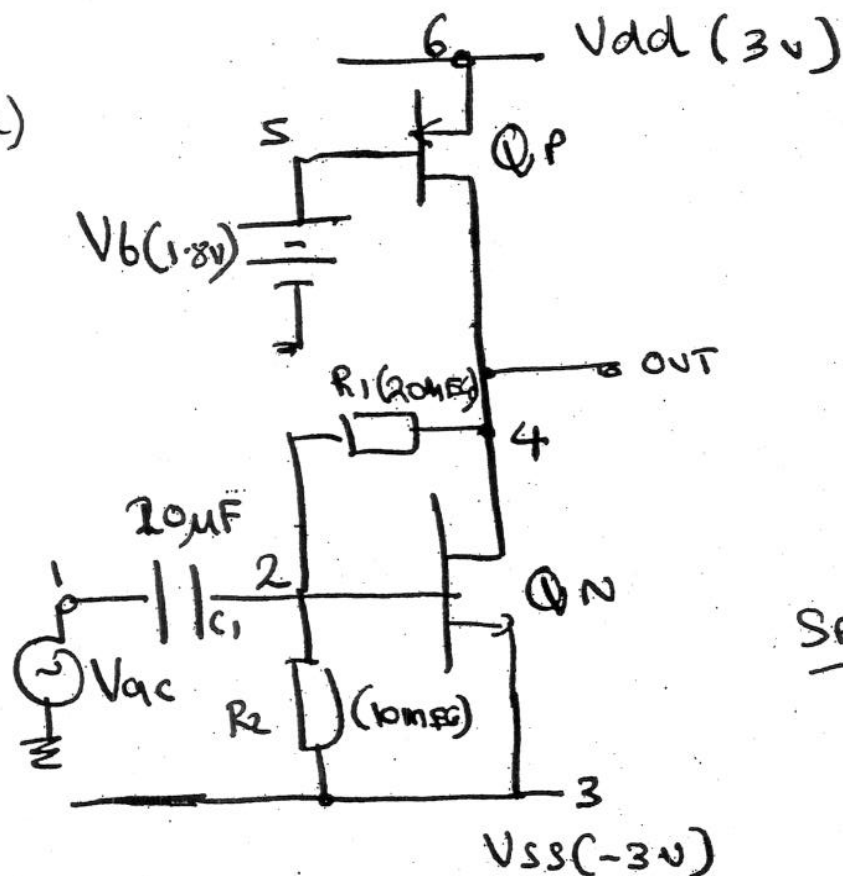 6 Vdd (3v)
5
QP
Vb(1.8v)
OUT
R1(20MEG)
4
10µF
1
2
C1
QN
Vac
R2
(10MEG)
3
VSS(-3v)